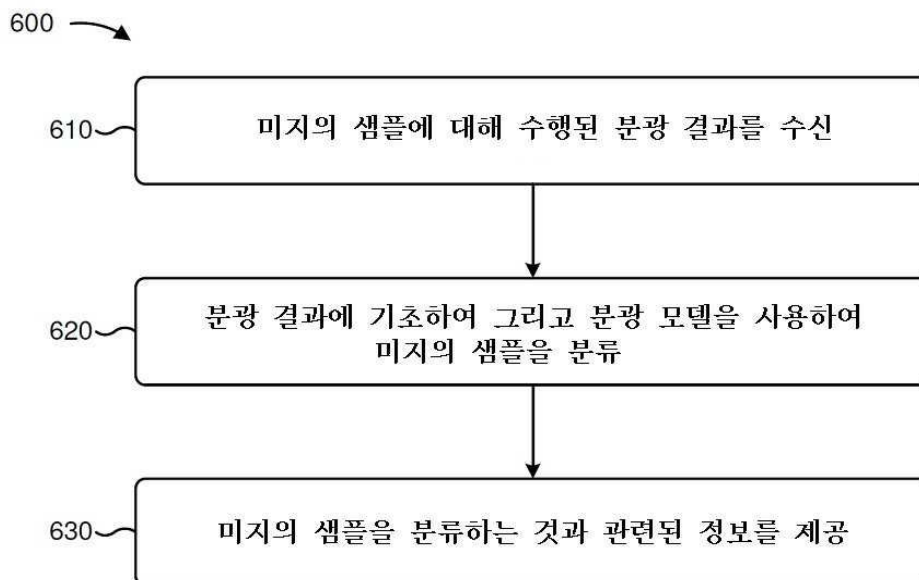 600
610
미지의 샘플에 대해 수행된 분광 결과를 수신
620
분광 결과에 기초하여 그리고 분광 모델을 사용하여
미지의 샘플을 분류
630
미지의 샘플을 분류하는 것과 관련된 정보를 제공